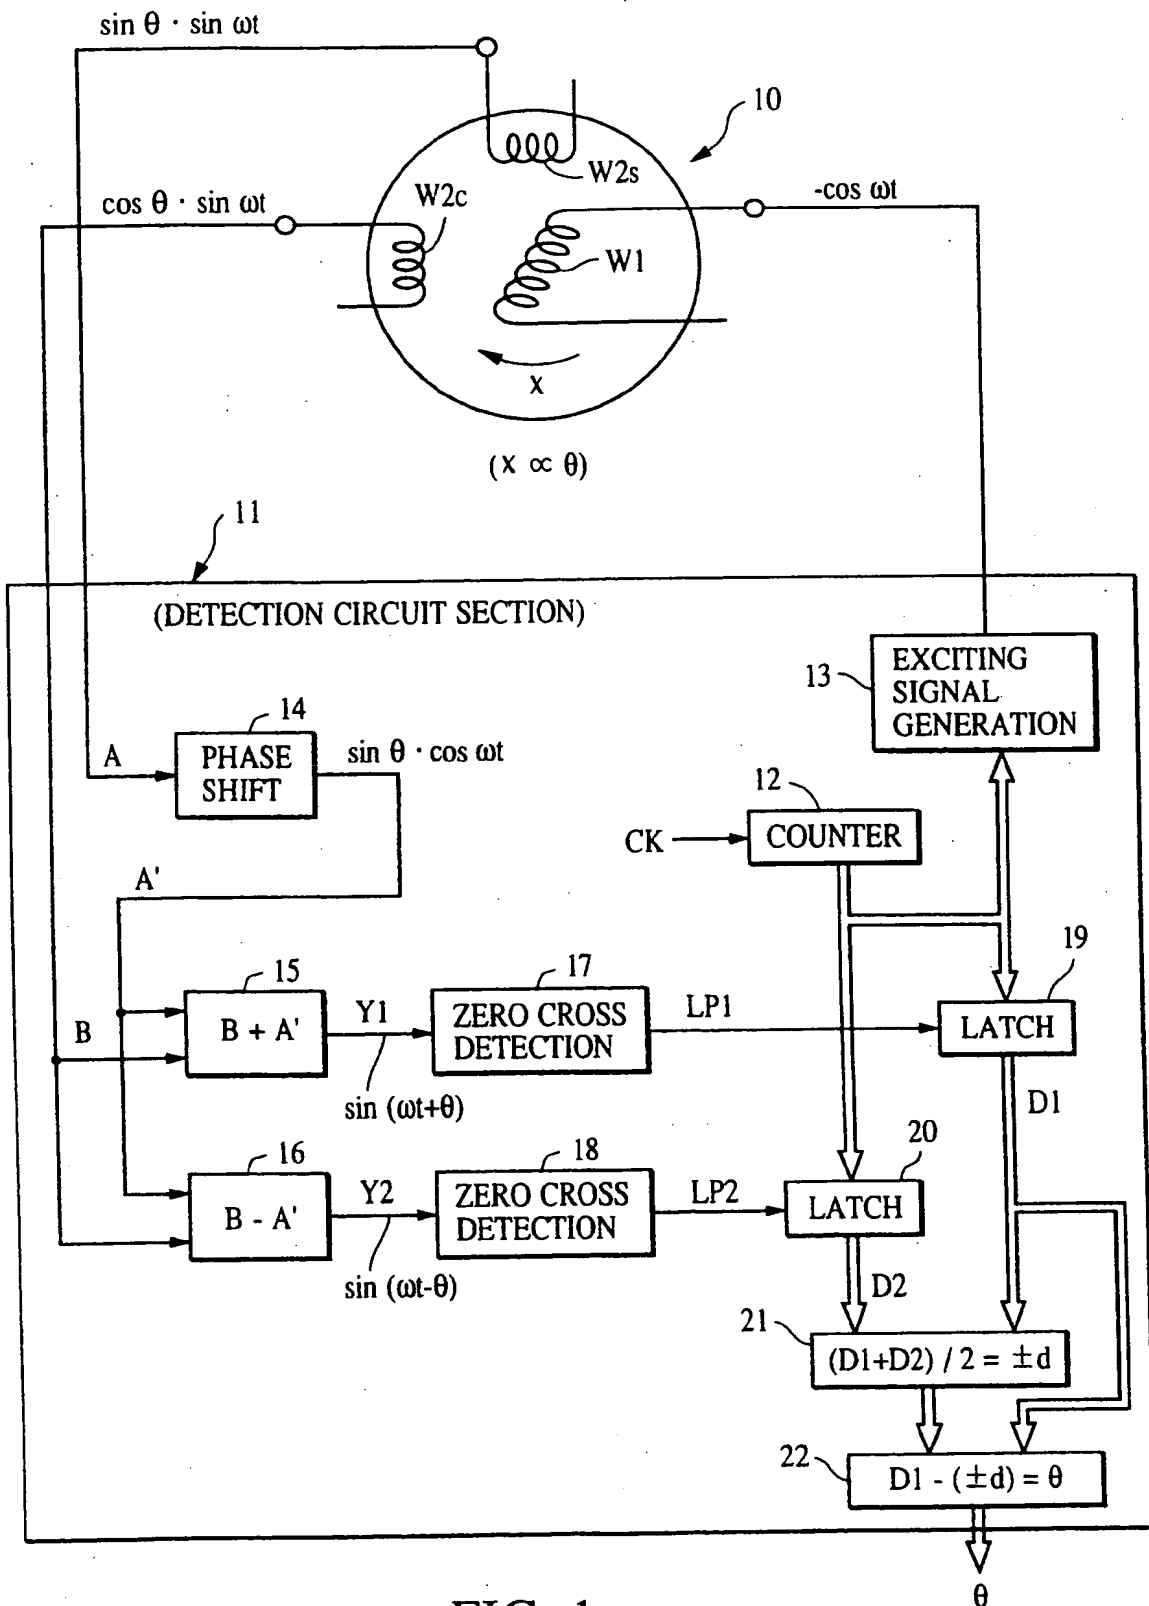 sin θ · sin ωt
10
W2s
W2c
cos θ · sin ωt
-cos ωt
W1
x
(x ∝ θ)
11
(DETECTION CIRCUIT SECTION)
13
EXCITING
SIGNAL
GENERATION
14
A
PHASE
SHIFT
sin θ · cos ωt
12
CK
COUNTER
A'
19
15
17
B
B + A'
Y1
ZERO CROSS
DETECTION
LP1
LATCH
sin (ωt+θ)
D1
16
18
20
B - A'
Y2
ZERO CROSS
DETECTION
LP2
LATCH
sin (ωt-θ)
D2
21
(D1+D2) / 2 = ±d
22
D1 - (±d) = θ
θ